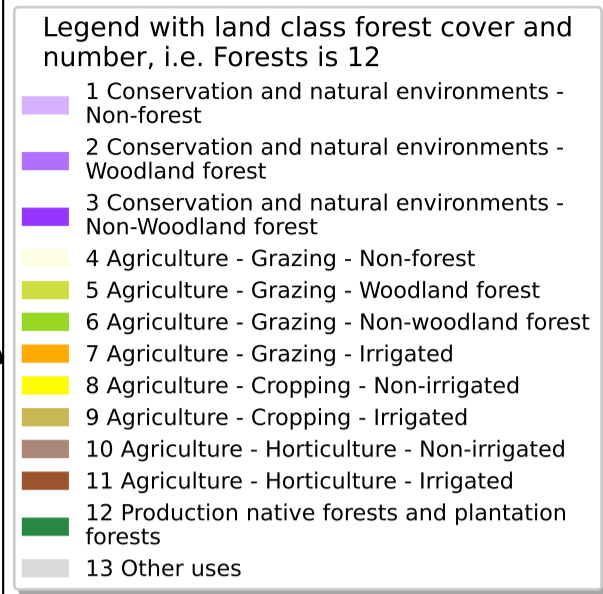 Legend with land class forest cover and
number, i.e. Forests is 12
1 Conservation and natural environments -
Non-forest
2 Conservation and natural environments -
Woodland forest
3 Conservation and natural environments -
Non-Woodland forest
4 Agriculture - Grazing - Non-forest
5 Agriculture - Grazing - Woodland forest
6 Agriculture - Grazing - Non-woodland forest
7 Agriculture - Grazing - Irrigated
8 Agriculture - Cropping - Non-irrigated
9 Agriculture - Cropping - Irrigated
10 Agriculture - Horticulture - Non-irrigated
11 Agriculture - Horticulture - Irrigated
12 Production native forests and plantation
forests
13 Other uses